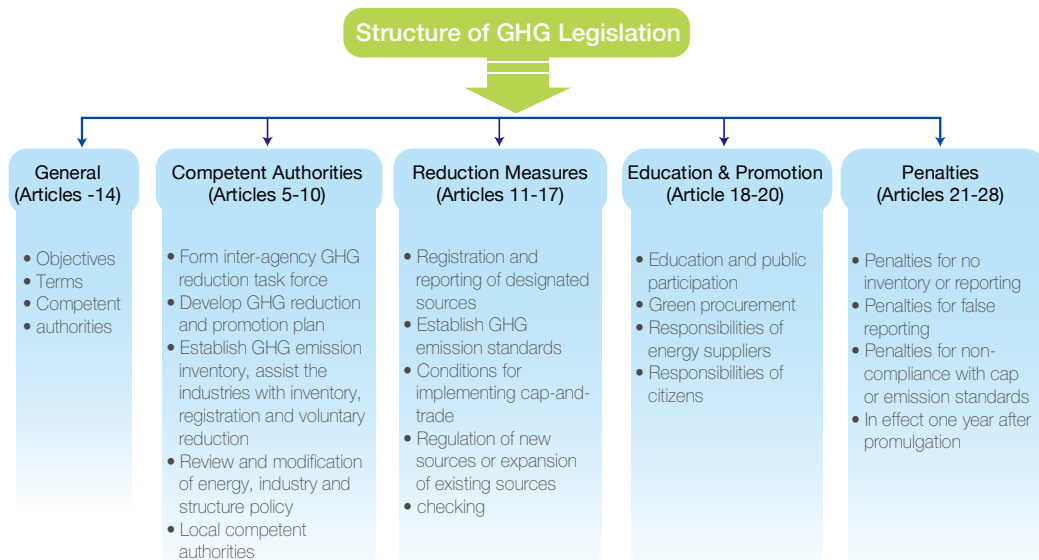 Structure of GHG Legislation
General
(Articles -14)
• Objectives
• Terms
• Competent
• authorities
Competent Authorities
(Articles 5-10)
• Form inter-agency GHG
reduction task force
• Develop GHG reduction
and promotion plan
• Establish GHG emission
inventory, assist the
industries with inventory,
registration and voluntary
reduction
• Review and modification
of energy, industry and
structure policy
• Local competent
authorities
Reduction Measures
(Articles 11-17)
• Registration and
reporting of designated
sources
• Establish GHG
emission standards
• Conditions for
implementing cap-and-
trade
• Regulation of new
sources or expansion
of existing sources
• checking
Education & Promotion
(Article 18-20)
• Education and public
participation
• Green procurement
• Responsibilities of
energy suppliers
• Responsibilities of
citizens
Penalties
(Articles 21-28)
• Penalties for no
inventory or reporting
• Penalties for false
reporting
• Penalties for non-
compliance with cap
or emission standards
• In effect one year after
promulgation